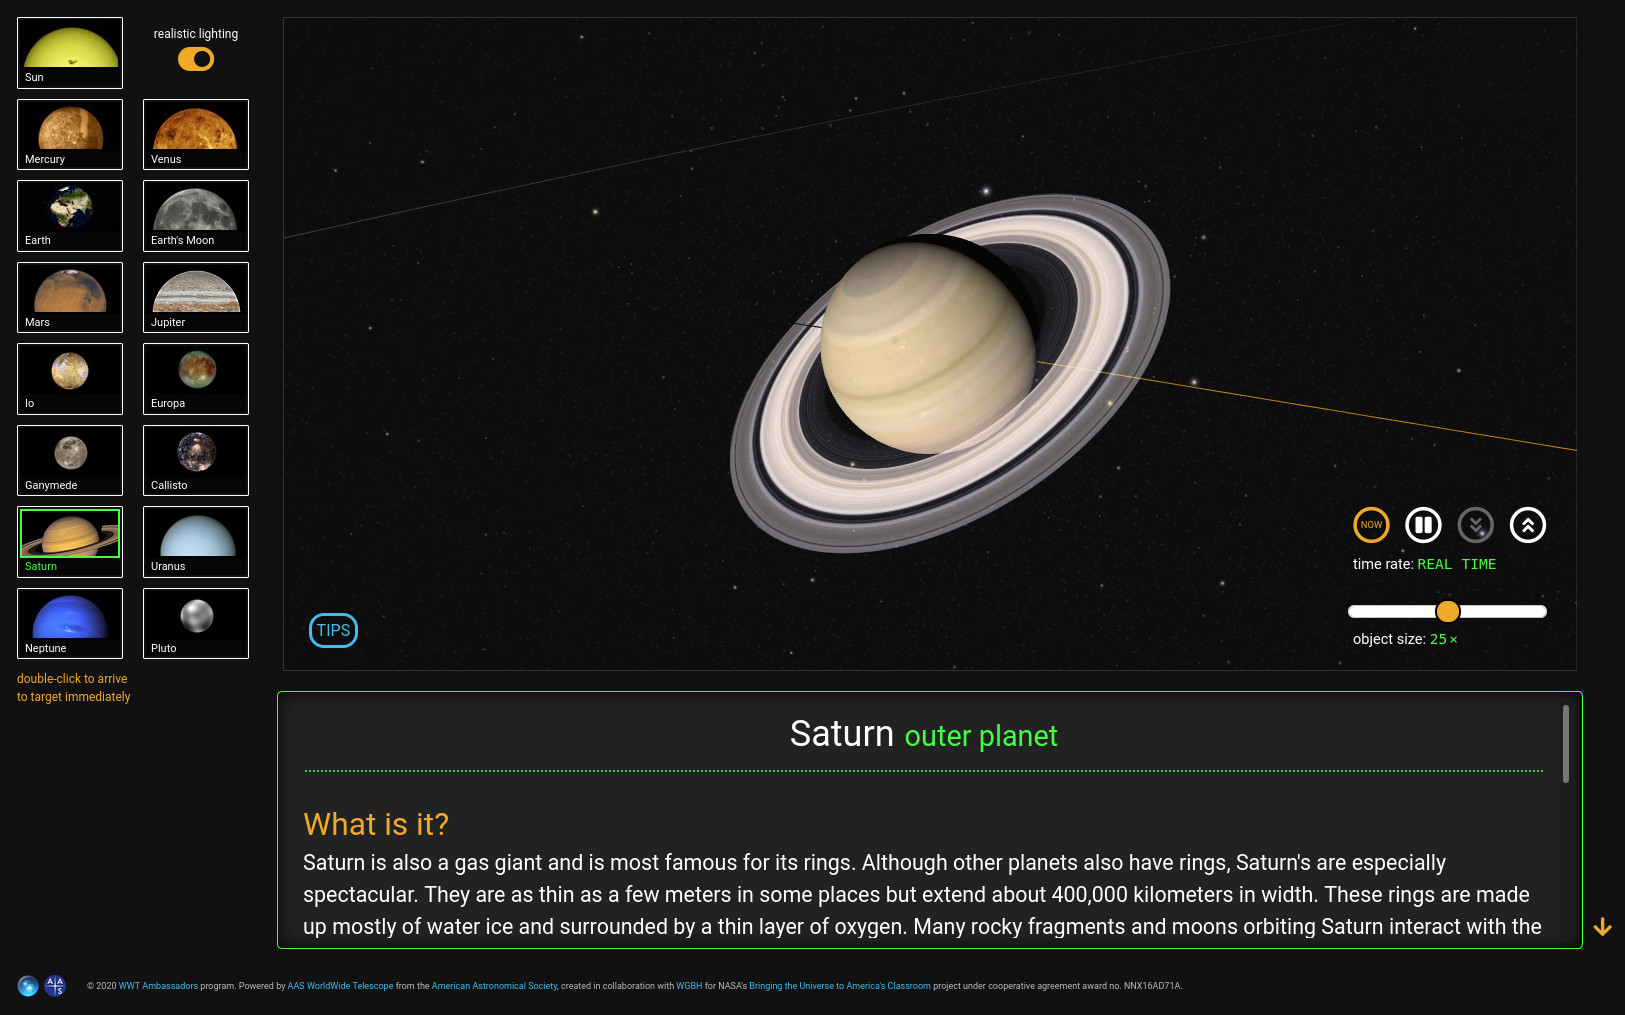 Sun
realistic lighting
Mercury
Venus
Earth
Earth's Moon
Mars
Jupiter
Io
Europa
Ganymede
Callisto
Saturn
Uranus
Neptune
Pluto
double-click to arrive
to target immediately
NOW
time rate: REAL TIME
object size: 25×
TIPS
Saturn outer planet
What is it?
Saturn is also a gas giant and is most famous for its rings. Although other planets also have rings, Saturn's are especially
spectacular. They are as thin as a few meters in some places but extend about 400,000 kilometers in width. These rings are made
up mostly of water ice and surrounded by a thin layer of oxygen. Many rocky fragments and moons orbiting Saturn interact with the
A A S
© 2020 WWT Ambassadors program. Powered by AAS WorldWide Telescope from the American Astronomical Society, created in collaboration with WGBH for NASA's Bringing the Universe to America's Classroom project under cooperative agreement award no. NNX16AD71A.